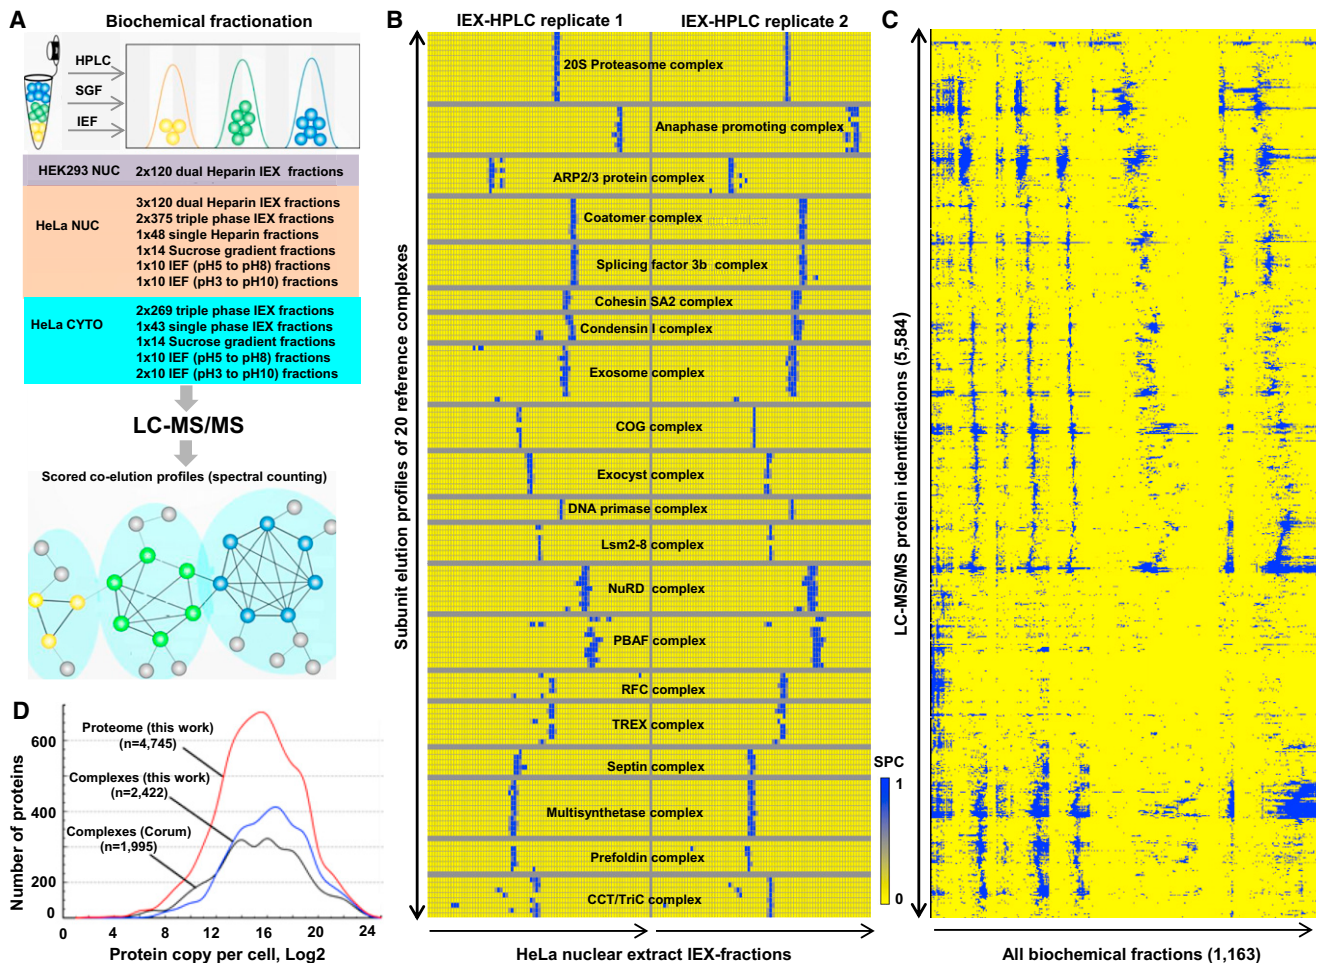 A
Biochemical fractionation
HPLC
SGF
IEF
HEK293 NUC 2x120 dual Heparin IEX fractions
HeLa NUC
3x120 dual Heparin IEX fractions
2x375 triple phase IEX fractions
1x48 single Heparin fractions
1x14 Sucrose gradient fractions
1x10 IEF (pH5 to pH8) fractions
1x10 IEF (pH3 to pH10) fractions
HeLa CYTO
2x269 triple phase IEX fractions
1x43 single phase IEX fractions
1x14 Sucrose gradient fractions
1x10 IEF (pH5 to pH8) fractions
2x10 IEF (pH3 to pH10) fractions
LC-MS/MS
Scored co-elution profiles (spectral counting)
B
IEX-HPLC replicate 1
IEX-HPLC replicate 2
Subunit elution profiles of 20 reference complexes
20S Proteasome complex
Anaphase promoting complex
ARP2/3 protein complex
Coatomer complex
Splicing factor 3b complex
Cohesin SA2 complex
Condensin I complex
Exosome complex
COG complex
Exocyst complex
DNA primase complex
Lsm2-8 complex
NuRD complex
PBAF complex
RFC complex
TREX complex
Septin complex
Multisynthetase complex
Prefoldin complex
CCT/TriC complex
HeLa nuclear extract IEX-fractions
SPC
1
0
C
LC-MS/MS protein identifications (5,584)
All biochemical fractions (1,163)
D
Number of proteins
600
400
200
0
Proteome (this work)
(n=4,745)
Complexes (this work)
(n=2,422)
Complexes (Corum)
(n=1,995)
0 4 8 12 16 20 24
Protein copy per cell, Log2